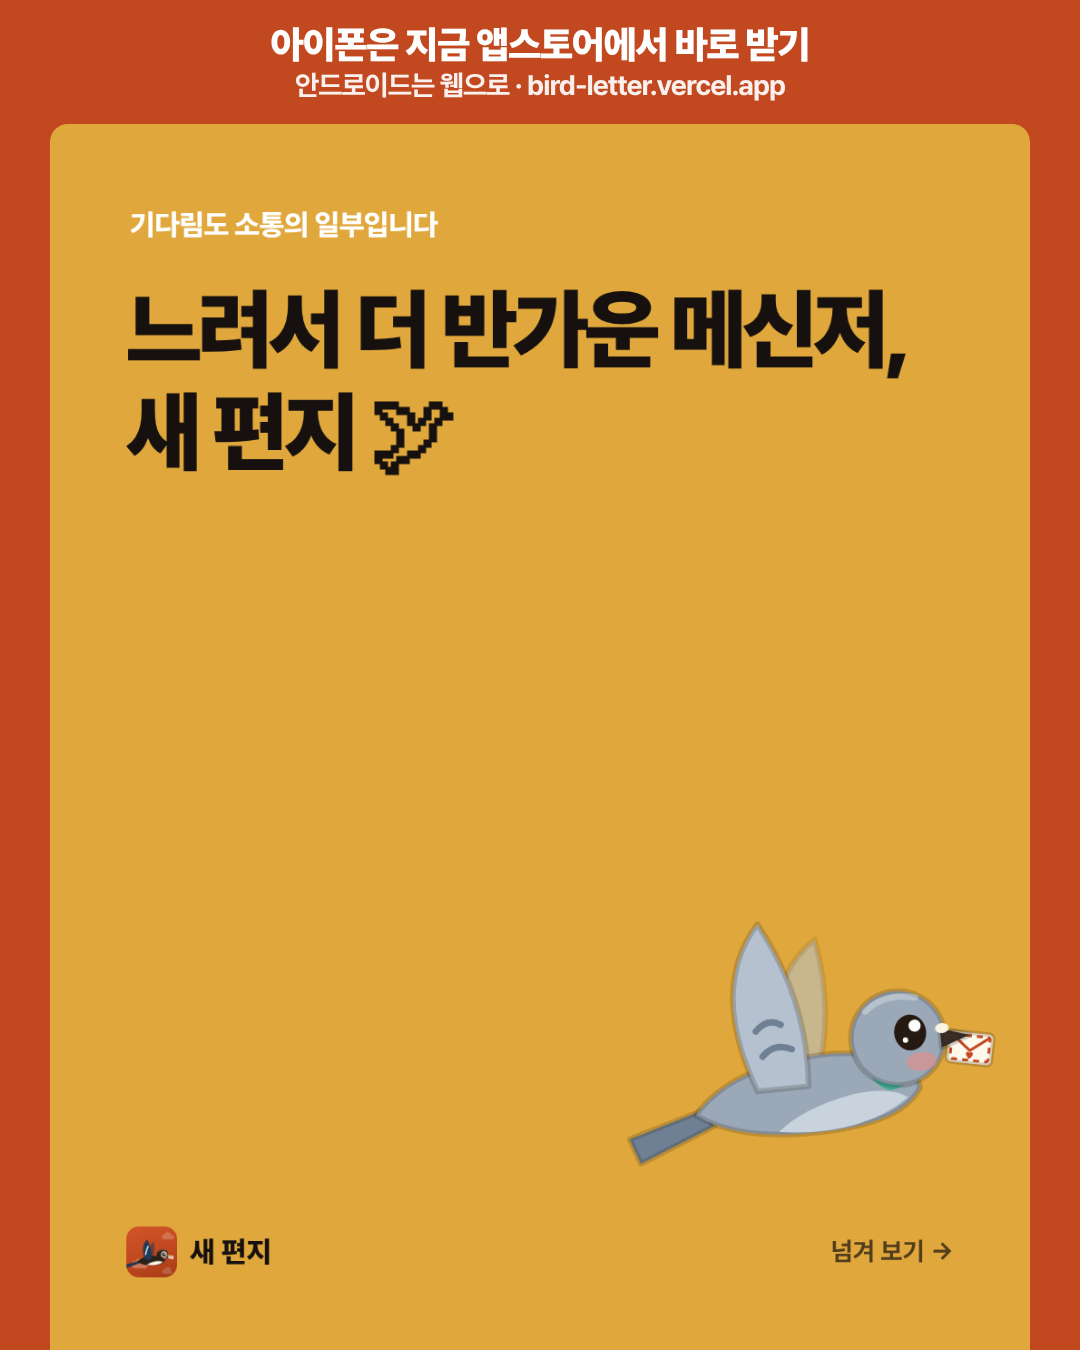 아이폰은 지금 앱스토어에서 바로 받기
안드로이드는 웹으로 · bird-letter.vercel.app
기다림도 소통의 일부입니다
느려서 더 반가운 메신저,
새 편지 🕊
새 편지
넘겨 보기 →